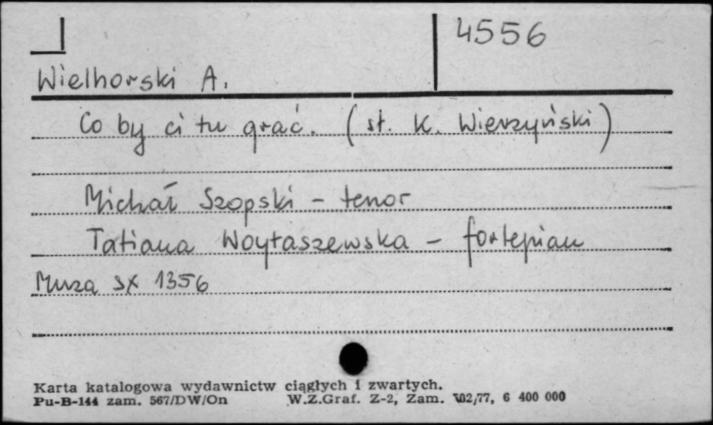 4556
Wielhorski A.
Co by ci tu grać. (sł. K. Wierzyński)
Michał Szopski - tenor
Tatiana Woytaszewska - fortepian
Muza SX 1356
Karta katalogowa wydawnictw ciągłych i zwartych.
Pu-B-144 zam. 567/DW/On W.Z.Graf. Z-2, Zam. 102/77, 6 400 000